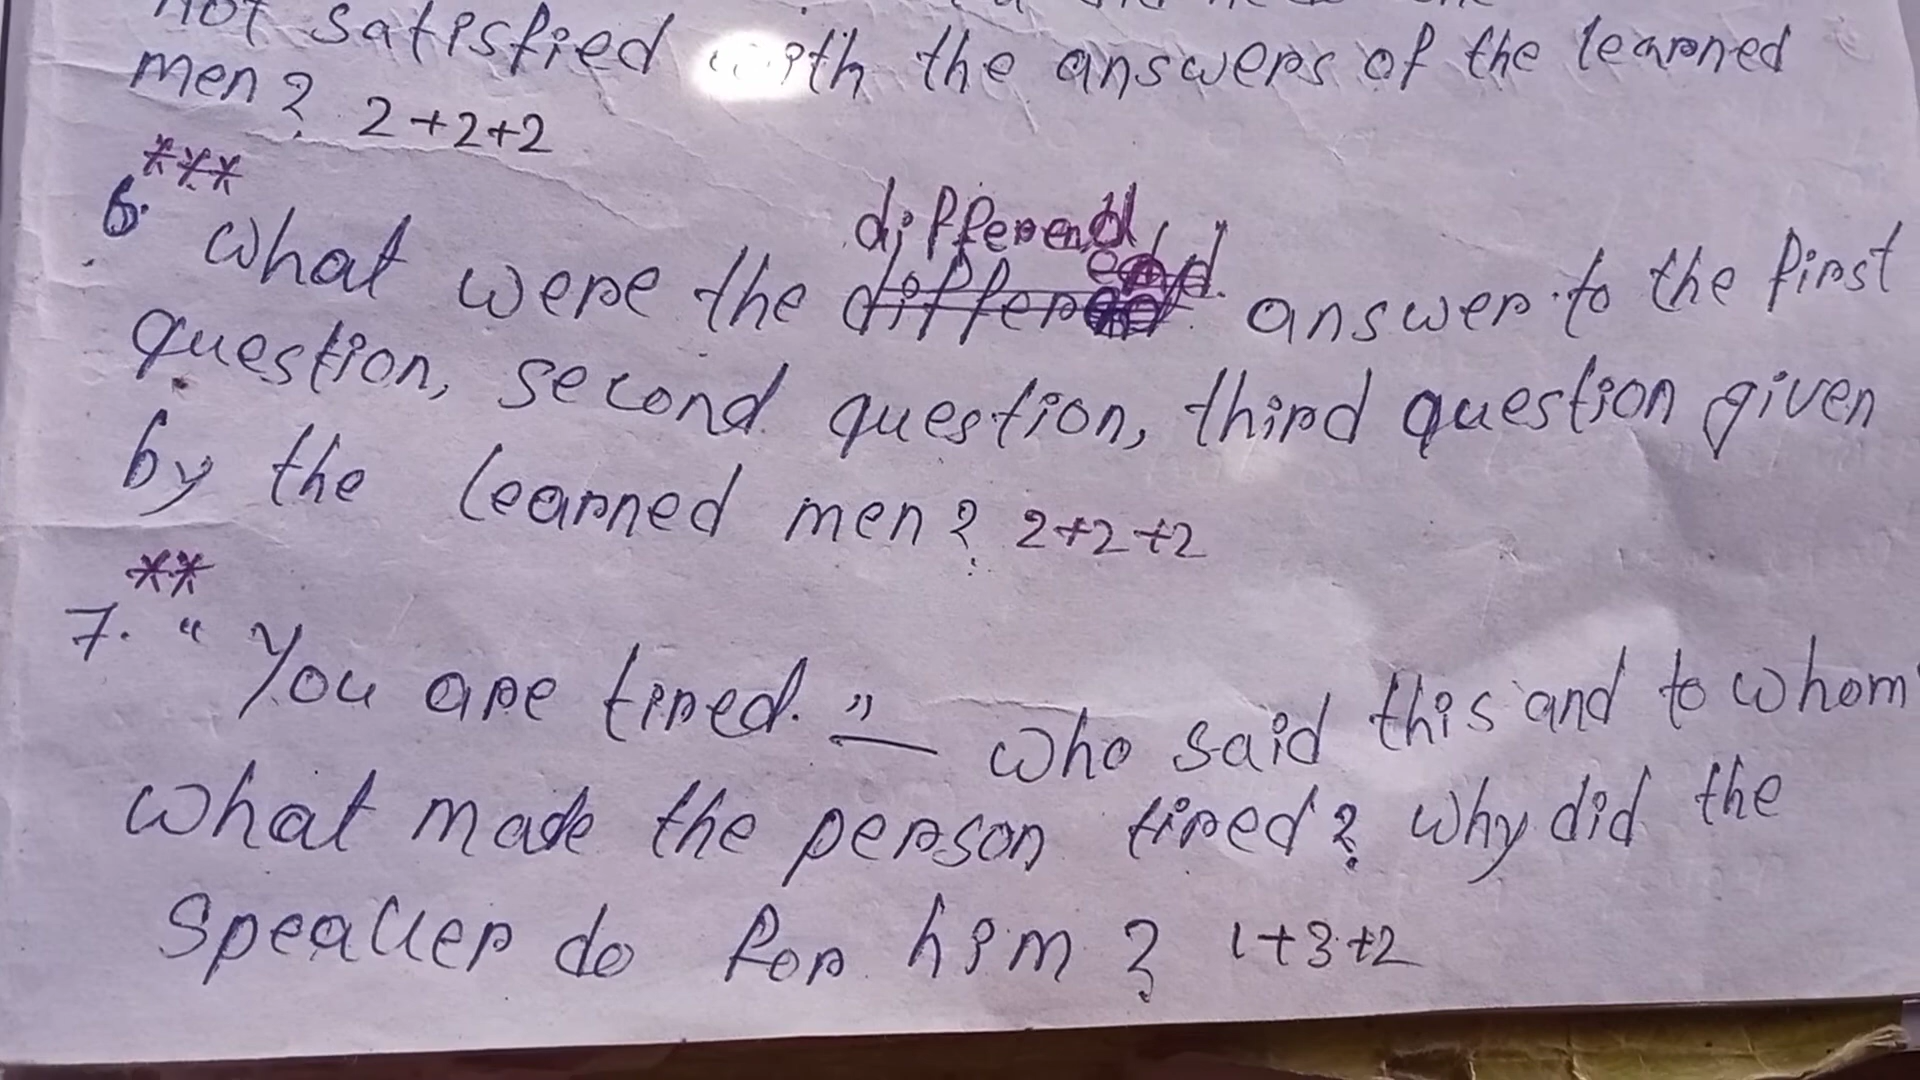 not satisfied with the answers of the learned
men? 2+2+2
***
6. What were the different answer to the first
question, second question, third question given
by the learned men? 2+2+2
**
7. "You are tired." — who said this and to whom
what made the person tired? Why did the
speaker do for him? 1+3+2